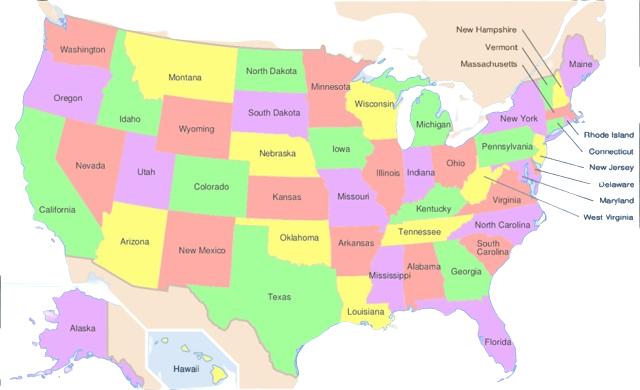 New Hampshire
Vermont
Massachusetts
Washington
Montana
North Dakota
Minnesota
Maine
Oregon
Idaho
Wyoming
South Dakota
Wisconsin
Michigan
New York
Rhode Island
Connecticut
New Jersey
Delaware
Maryland
West Virginia
Nevada
Utah
Colorado
Nebraska
Iowa
Illinois
Indiana
Ohio
Pennsylvania
California
Kansas
Missouri
Kentucky
Virginia
Arizona
New Mexico
Oklahoma
Arkansas
Tennessee
North Carolina
South
Carolina
Texas
Louisiana
Mississippi
Alabama
Georgia
Florida
Alaska
Hawaii